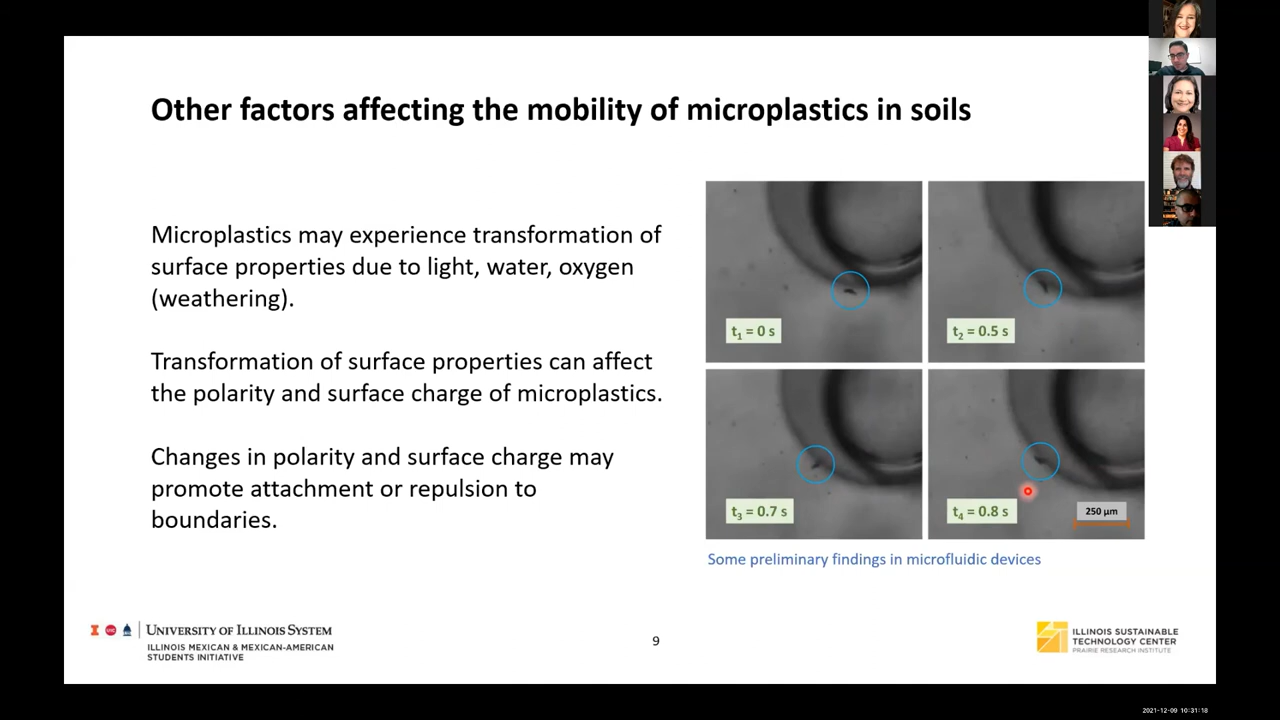 Other factors affecting the mobility of microplastics in soils
Microplastics may experience transformation of
surface properties due to light, water, oxygen
(weathering).
Transformation of surface properties can affect
the polarity and surface charge of microplastics.
Changes in polarity and surface charge may
promote attachment or repulsion to
boundaries.
t₁ = 0 s
t₂ = 0.5 s
t₃ = 0.7 s
t₄ = 0.8 s
250 µm
Some preliminary findings in microfluidic devices
I UIC UNIVERSITY OF ILLINOIS SYSTEM
ILLINOIS MEXICAN & MEXICAN-AMERICAN
STUDENTS INITIATIVE
9
ILLINOIS SUSTAINABLE
TECHNOLOGY CENTER
PRAIRIE RESEARCH INSTITUTE
2021-12-09 10:31:18